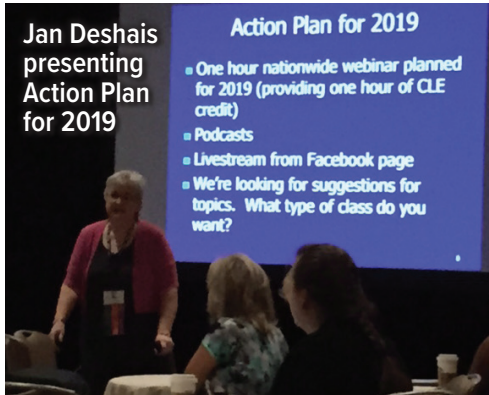 Jan Deshais
presenting
Action Plan
for 2019
Action Plan for 2019
One hour nationwide webinar planned
for 2019 (providing one hour of CLE
credit)
Podcasts
Livestream from Facebook page
We're looking for suggestions for
topics. What type of class do you
want?